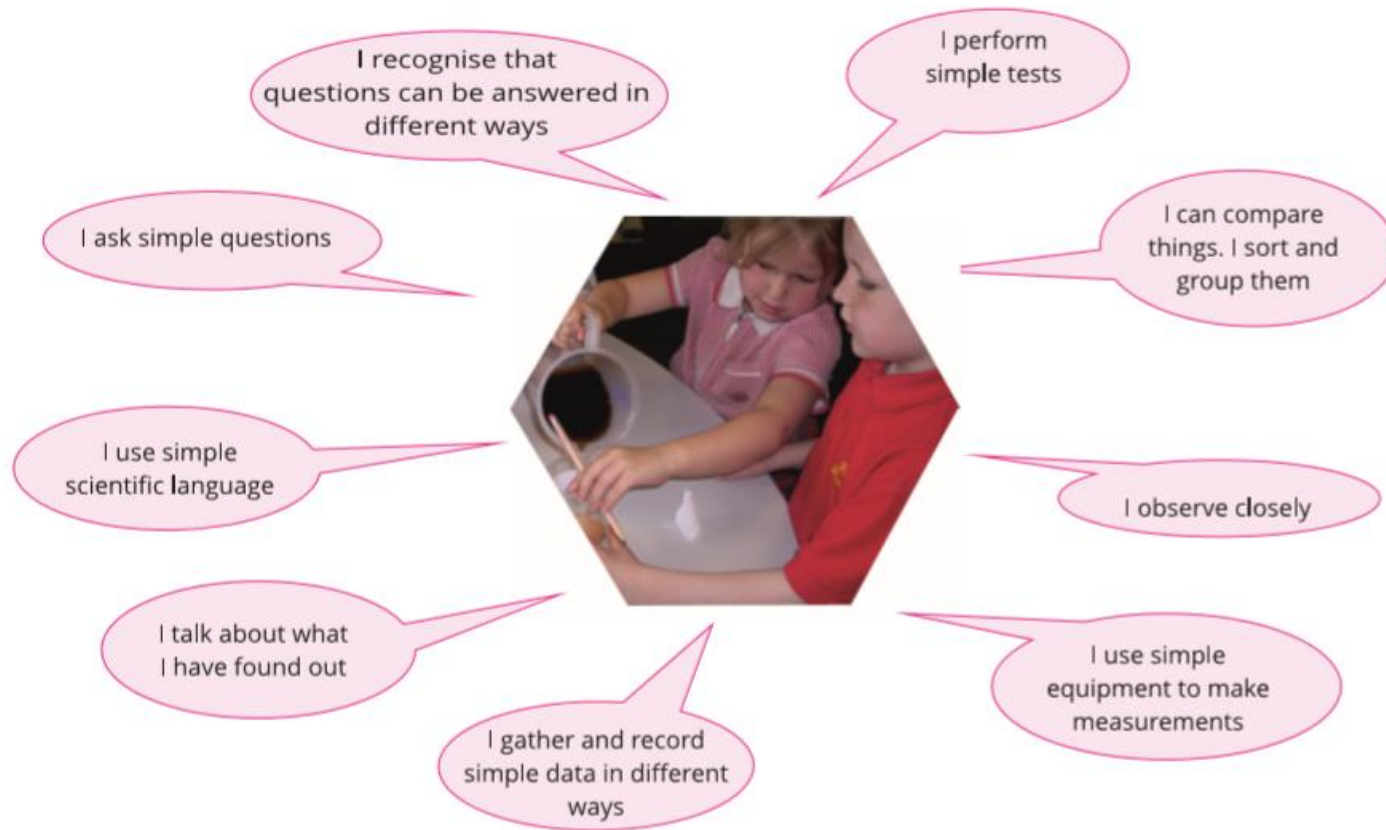 I recognise that
questions can be answered in
different ways
I perform
simple tests
I ask simple questions
I can compare
things. I sort and
group them
I use simple
scientific language
I observe closely
I talk about what
I have found out
I use simple
equipment to make
measurements
I gather and record
simple data in different
ways